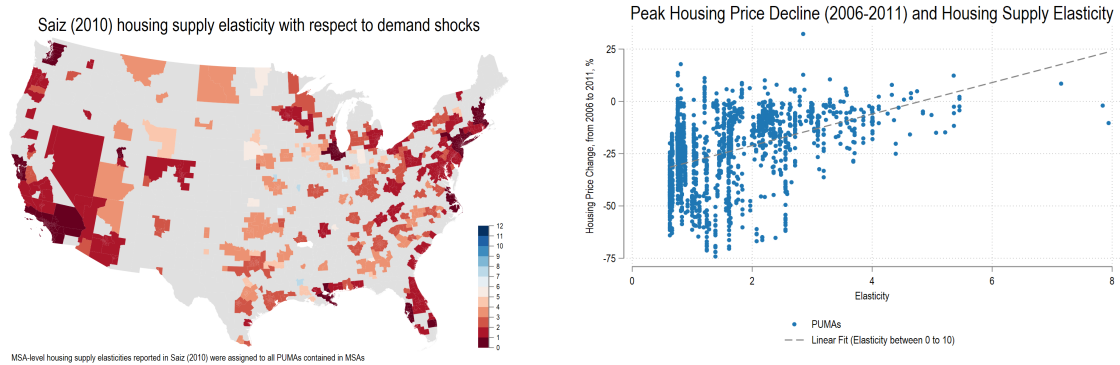 Saiz (2010) housing supply elasticity with respect to demand shocks
12
11
10
9
8
7
6
5
4
3
2
1
0
MSA-level housing supply elasticities reported in Saiz (2010) were assigned to all PUMAs contained in MSAs
Peak Housing Price Decline (2006-2011) and Housing Supply Elasticity
Housing Price Change, from 2006 to 2011, %
25
0
-25
-50
-75
0 2 4 6 8
Elasticity
PUMAs
Linear Fit (Elasticity between 0 to 10)